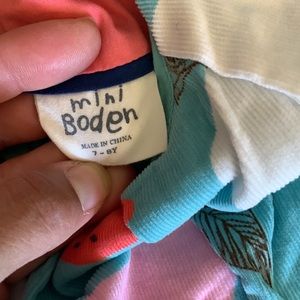 mini
Boden
MADE IN CHINA
7 - 8Y